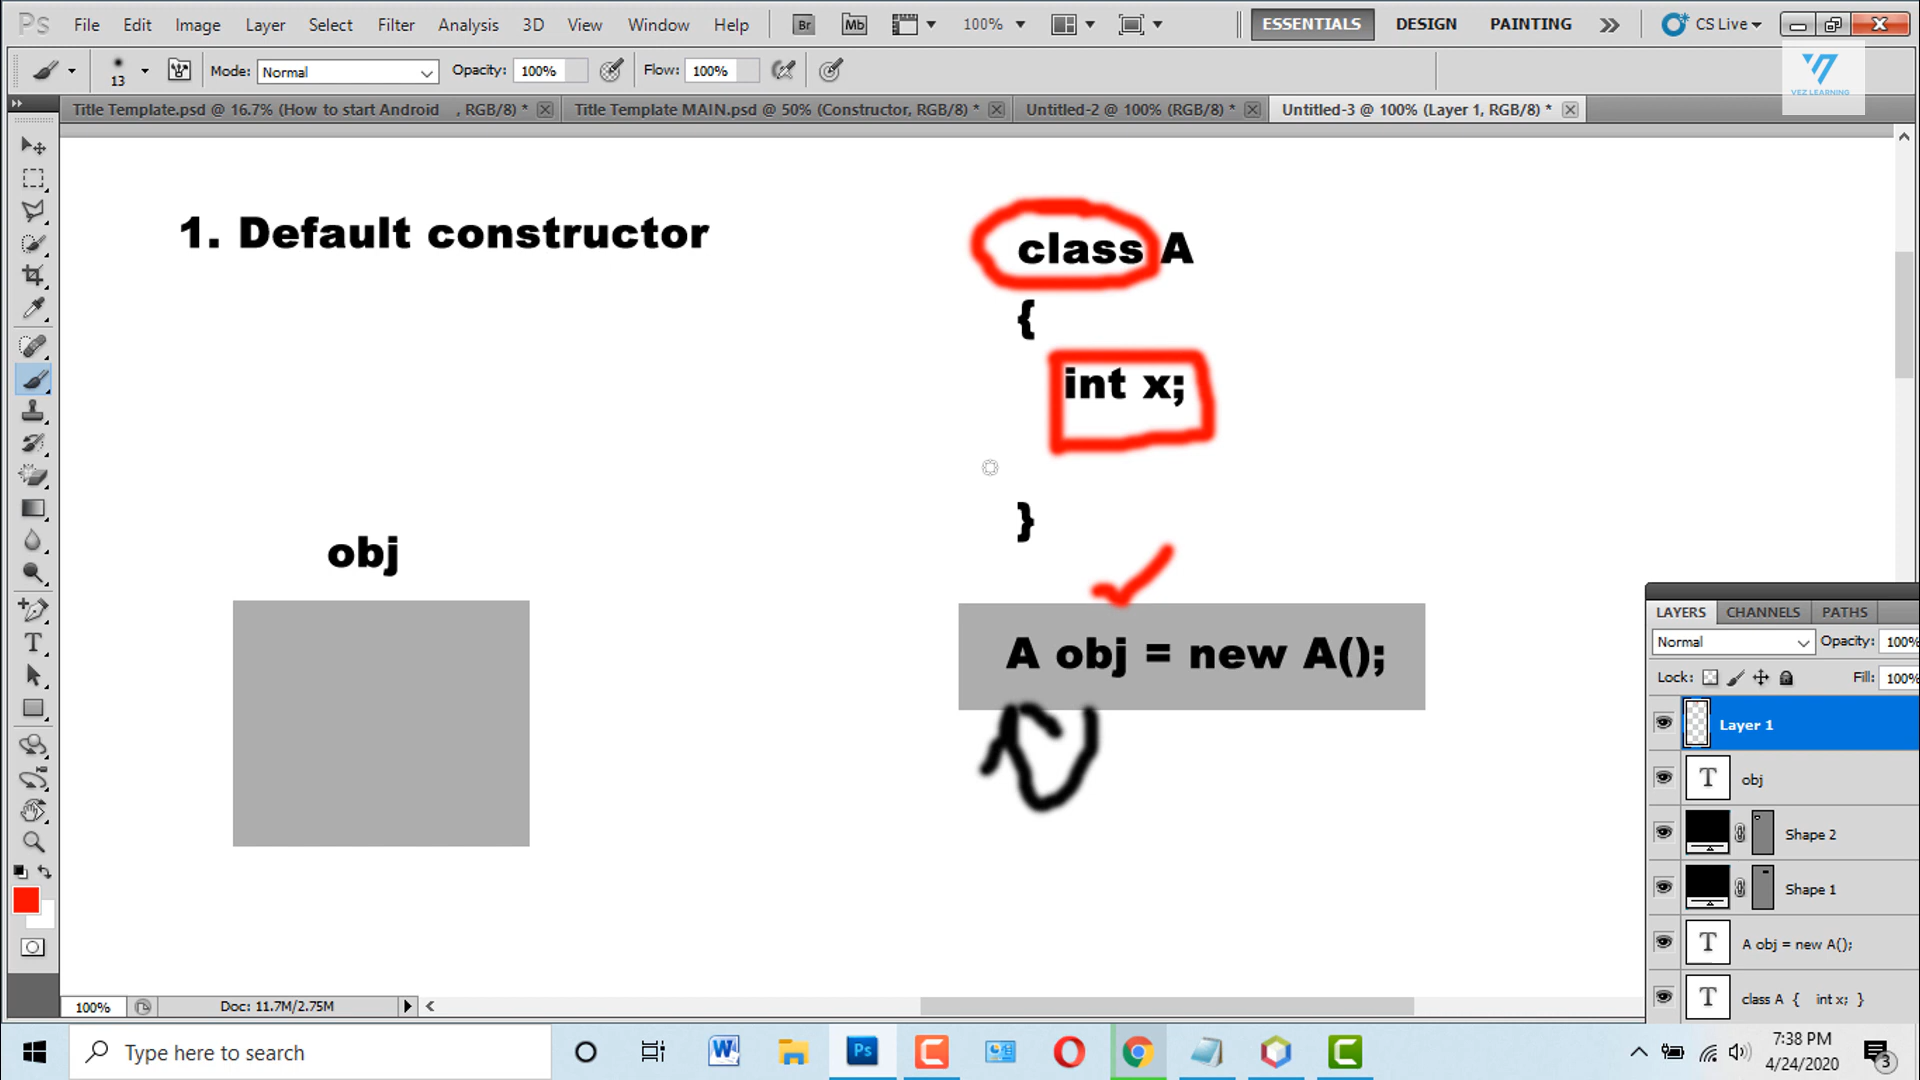 Ps File Edit Image Layer Select Filter Analysis 3D View Window Help Br Mb 100% ESSENTIALS DESIGN PAINTING CS Live
13 Mode: Normal Opacity: 100% Flow: 100%
VEZ LEARNING
Title Template.psd @ 16.7% (How to start Android , RGB/8) * Title Template MAIN.psd @ 50% (Constructor, RGB/8) * Untitled-2 @ 100% (RGB/8) * Untitled-3 @ 100% (Layer 1, RGB/8) *
1. Default constructor
class A
{
int x;
}
obj
A obj = new A();
LAYERS CHANNELS PATHS
Normal Opacity: 100%
Lock: Fill: 100%
Layer 1
T obj
Shape 2
Shape 1
T A obj = new A();
T class A { int x; }
100% Doc: 11.7M/2.75M
Type here to search
7:38 PM
4/24/2020
3